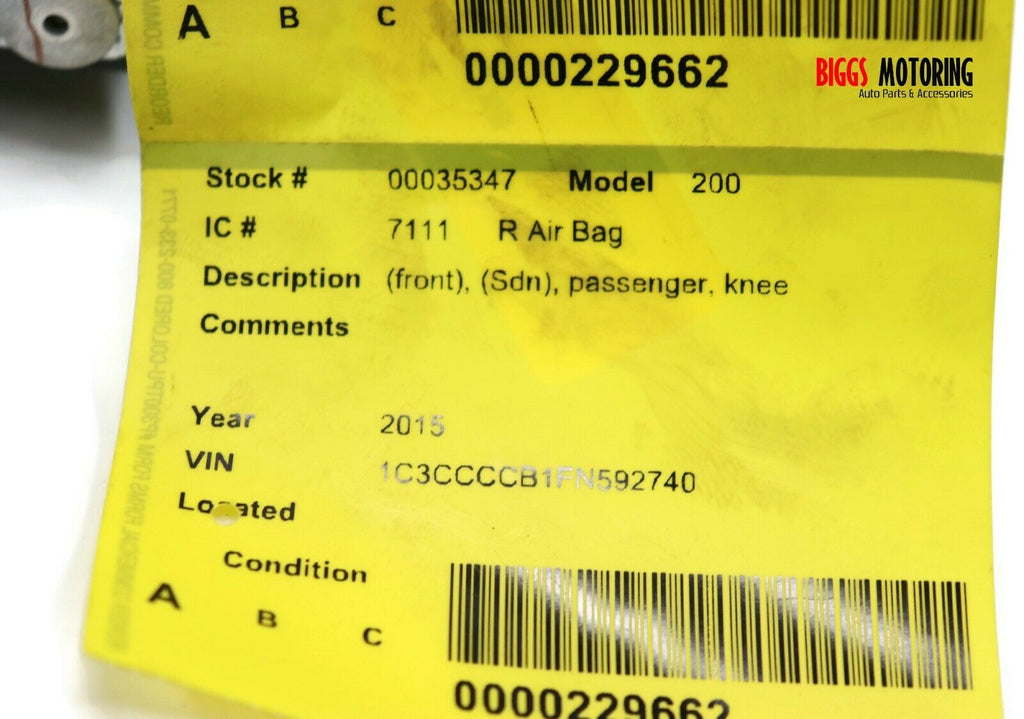 A B C
0000229662
BIGGS MOTORING
Auto Parts & Accessories
Stock # 00035347 Model 200
IC # 7111 R Air Bag
Description (front), (Sdn), passenger, knee
Comments
Year 2015
VIN 1C3CCCCB1FN592740
Located
Condition
A B C
0000229662